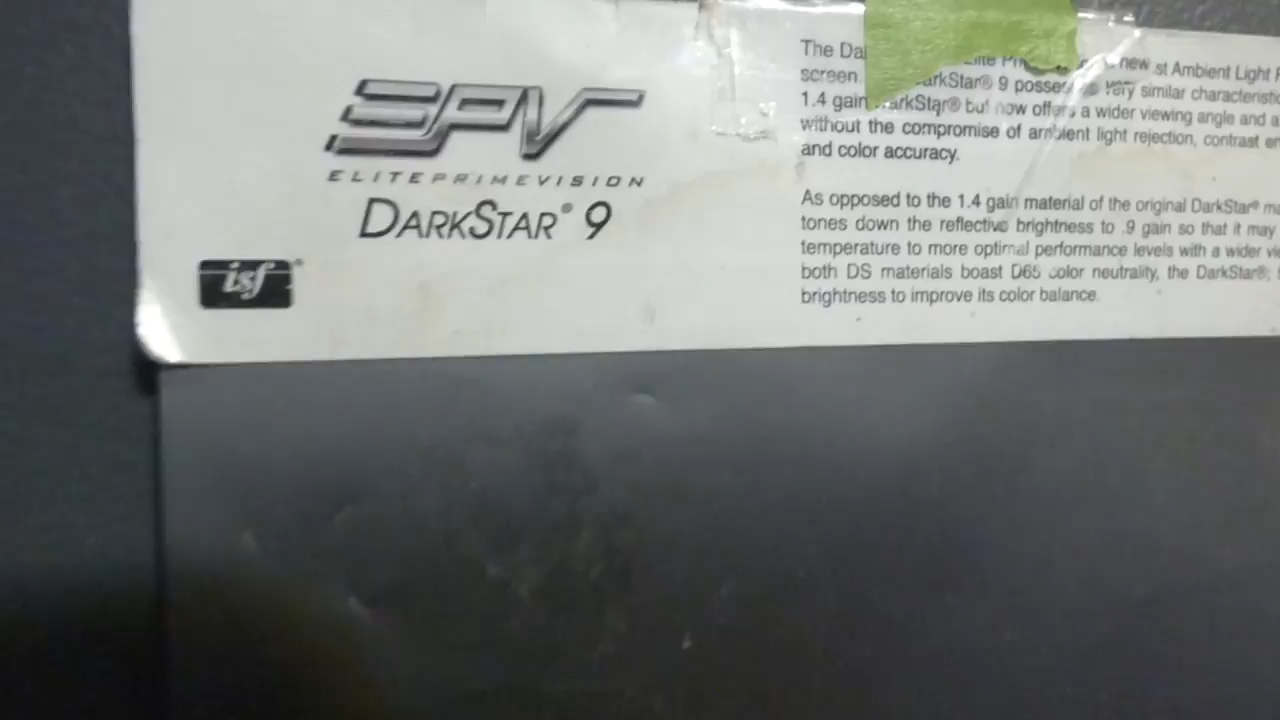 EPV
ELITEPRIMEVISION
DARKSTAR® 9
isf
The new st Ambient Light
screen arkStar® 9 very similar
1.4 gain arkStar® but now offers a wider viewing angle and a
without the compromise of ambient light rejection, contrast
and color accuracy.
As opposed to the 1.4 gain material of the original DarkStar®
tones down the reflective brightness to .9 gain so that it may
temperature to more optimal performance levels with a wider
both DS materials boast D65 color neutrality, the DarkStar®,
brightness to improve its color balance.